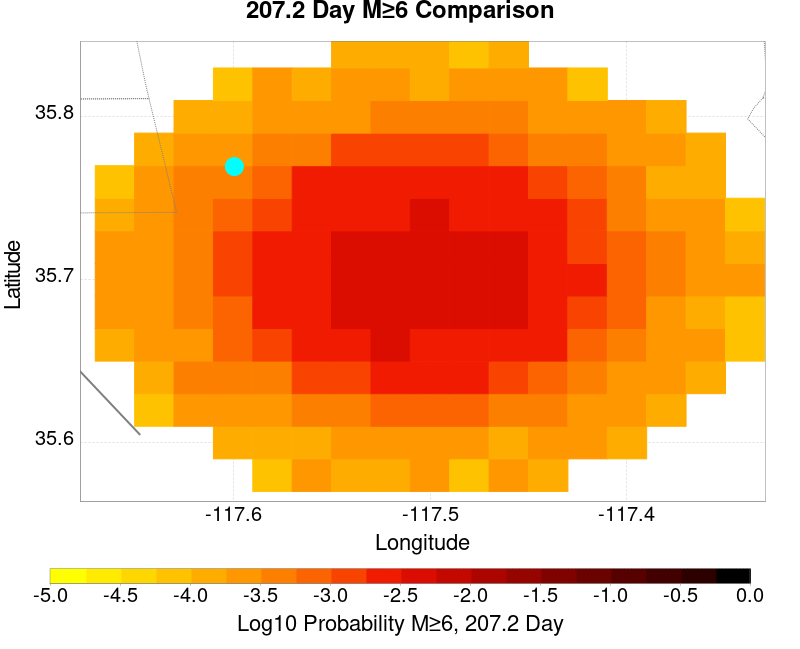 207.2 Day M≥6 Comparison
35.8
35.7
35.6
Latitude
-117.6 -117.5 -117.4
Longitude
-5.0 -4.5 -4.0 -3.5 -3.0 -2.5 -2.0 -1.5 -1.0 -0.5 0.0
Log10 Probability M≥6, 207.2 Day